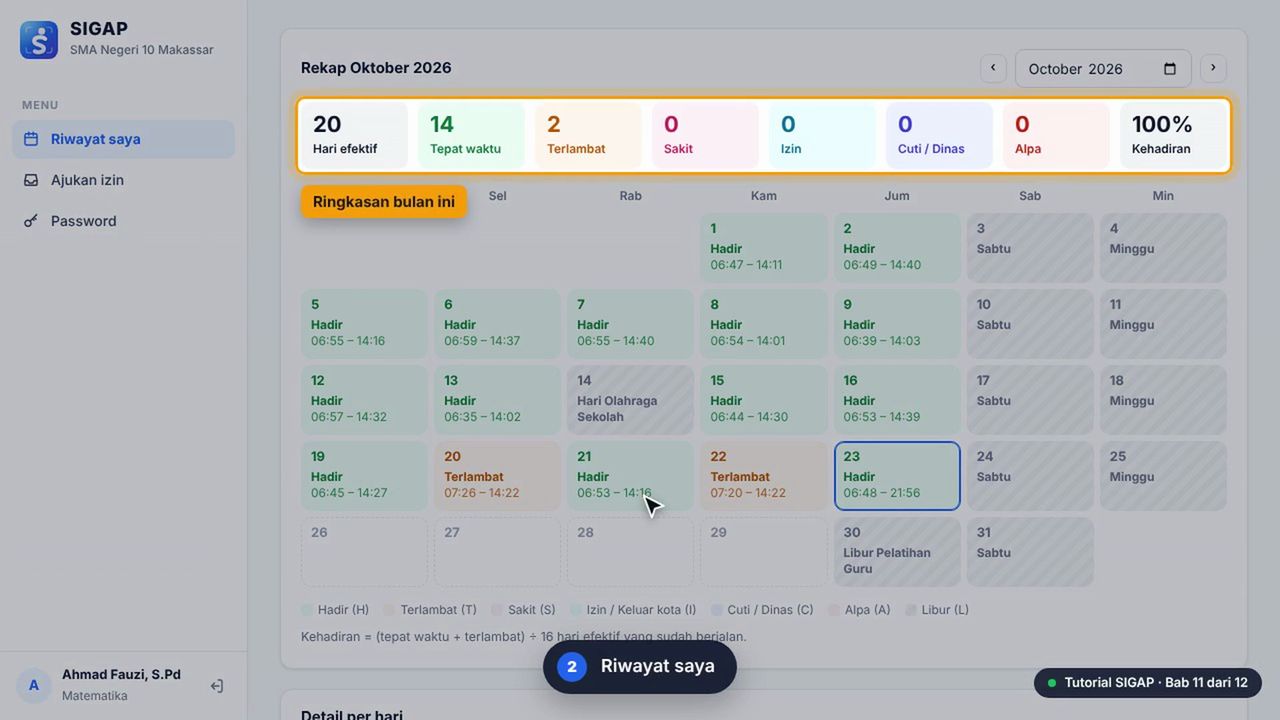 SIGAP
SMA Negeri 10 Makassar
MENU
Riwayat saya
Ajukan izin
Password
Rekap Oktober 2026
October 2026
20
Hari efektif
14
Tepat waktu
2
Terlambat
0
Sakit
0
Izin
0
Cuti / Dinas
0
Alpa
100%
Kehadiran
Ringkasan bulan ini
Sel Rab Kam Jum Sab Min
1
Hadir
06:47 – 14:11
2
Hadir
06:49 – 14:40
3
Sabtu
4
Minggu
5
Hadir
06:55 – 14:16
6
Hadir
06:59 – 14:37
7
Hadir
06:55 – 14:40
8
Hadir
06:54 – 14:01
9
Hadir
06:39 – 14:03
10
Sabtu
11
Minggu
12
Hadir
06:57 – 14:32
13
Hadir
06:35 – 14:02
14
Hari Olahraga
Sekolah
15
Hadir
06:44 – 14:30
16
Hadir
06:53 – 14:39
17
Sabtu
18
Minggu
19
Hadir
06:45 – 14:27
20
Terlambat
07:26 – 14:22
21
Hadir
06:53 – 14:16
22
Terlambat
07:20 – 14:22
23
Hadir
06:48 – 21:56
24
Sabtu
25
Minggu
26
27
28
29
30
Libur Pelatihan
Guru
31
Sabtu
Hadir (H) Terlambat (T) Sakit (S) Izin / Keluar kota (I) Cuti / Dinas (C) Alpa (A) Libur (L)
Kehadiran = (tepat waktu + terlambat) ÷ 16 hari efektif yang sudah berjalan.
2 Riwayat saya
Tutorial SIGAP · Bab 11 dari 12
A
Ahmad Fauzi, S.Pd
Matematika
Detail per hari